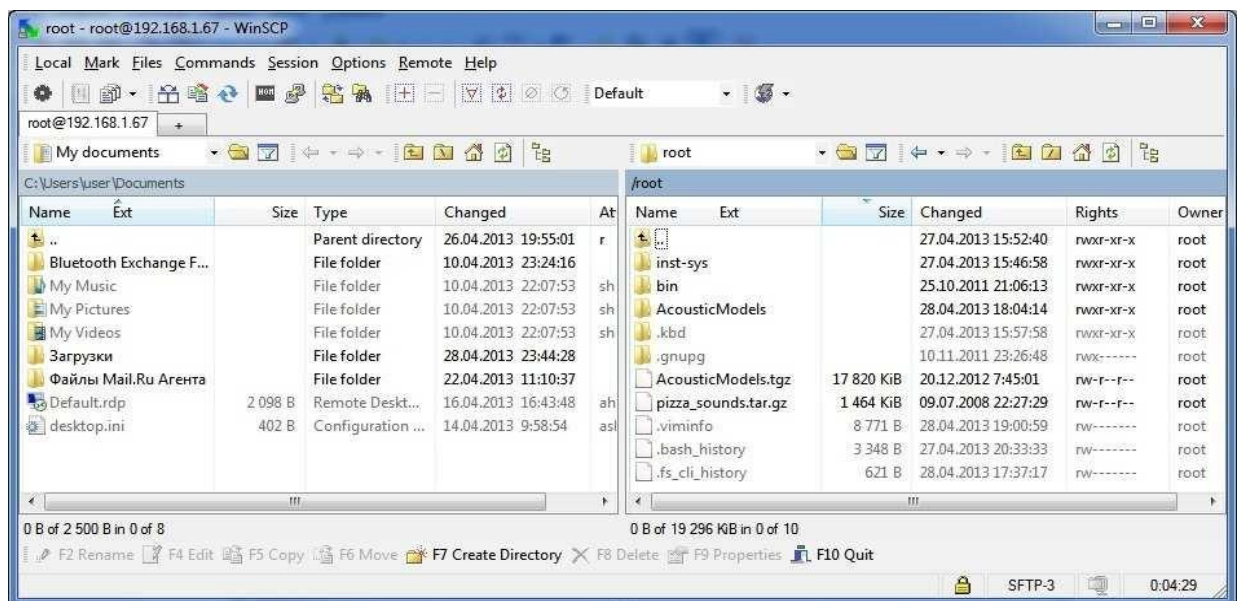 root - root@192.168.1.67 - WinSCP
Local Mark Files Commands Session Options Remote Help
Default
root@192.168.1.67 +
My documents root
C:\Users\user\Documents /root
Name Ext Size Type Changed At Name Ext Size Changed Rights Owner
.. Parent directory 26.04.2013 19:55:01 r .. 27.04.2013 15:52:40 rwxr-xr-x root
Bluetooth Exchange F... File folder 10.04.2013 23:24:16 inst-sys 27.04.2013 15:46:58 rwxr-xr-x root
My Music File folder 10.04.2013 22:07:53 sh bin 25.10.2011 21:06:13 rwxr-xr-x root
My Pictures File folder 10.04.2013 22:07:53 sh AcousticModels 28.04.2013 18:04:14 rwxr-xr-x root
My Videos File folder 10.04.2013 22:07:53 sh .kbd 27.04.2013 15:57:58 rwxr-xr-x root
Загрузки File folder 28.04.2013 23:44:28 .gnupg 10.11.2011 23:26:48 rwx------ root
Файлы Mail.Ru Агента File folder 22.04.2013 11:10:37 AcousticModels.tgz 17 820 KiB 20.12.2012 7:45:01 rw-r--r-- root
Default.rdp 2 098 B Remote Deskt... 16.04.2013 16:43:48 ah pizza_sounds.tar.gz 1 464 KiB 09.07.2008 22:27:29 rw-r--r-- root
desktop.ini 402 B Configuration ... 14.04.2013 9:58:54 asl .viminfo 8 771 B 28.04.2013 19:00:59 rw------- root
.bash_history 3 348 B 27.04.2013 20:33:33 rw------- root
.fs_cli_history 621 B 28.04.2013 17:37:17 rw------- root
0 B of 2 500 B in 0 of 8 0 B of 19 296 KiB in 0 of 10
F2 Rename F4 Edit F5 Copy F6 Move F7 Create Directory F8 Delete F9 Properties F10 Quit
SFTP-3 0:04:29